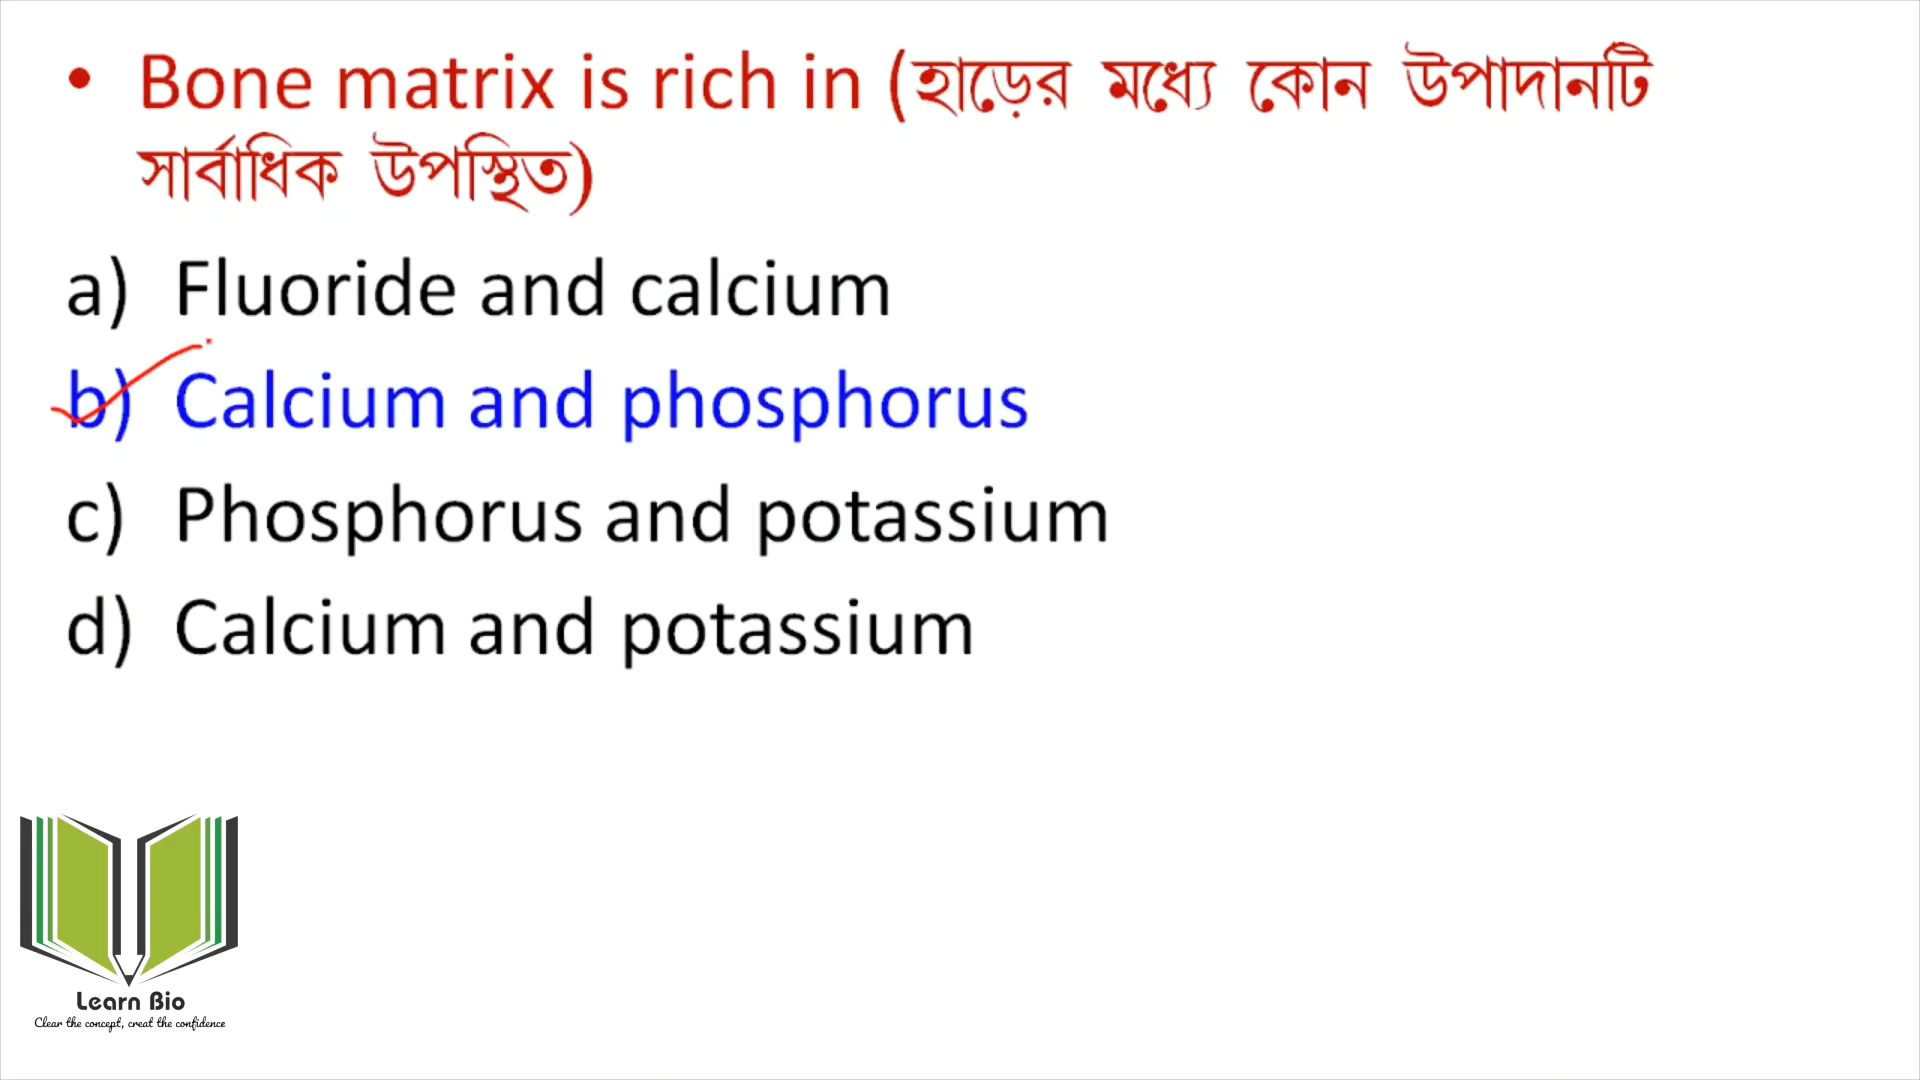 • Bone matrix is rich in (হাড়ের মধ্যে কোন উপাদানটি
সার্বাধিক উপস্থিত)
a) Fluoride and calcium
b) Calcium and phosphorus
c) Phosphorus and potassium
d) Calcium and potassium
Learn Bio
Clear the concept, creat the confidence